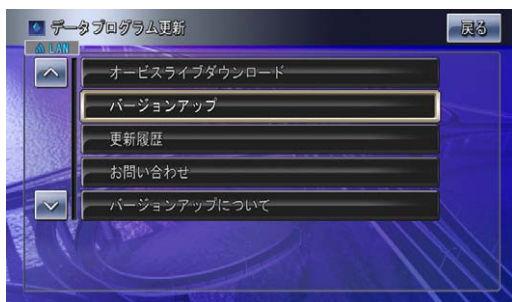 データプログラム更新
戻る
LAN
オービスライブダウンロード
バージョンアップ
更新履歴
お問い合わせ
バージョンアップについて